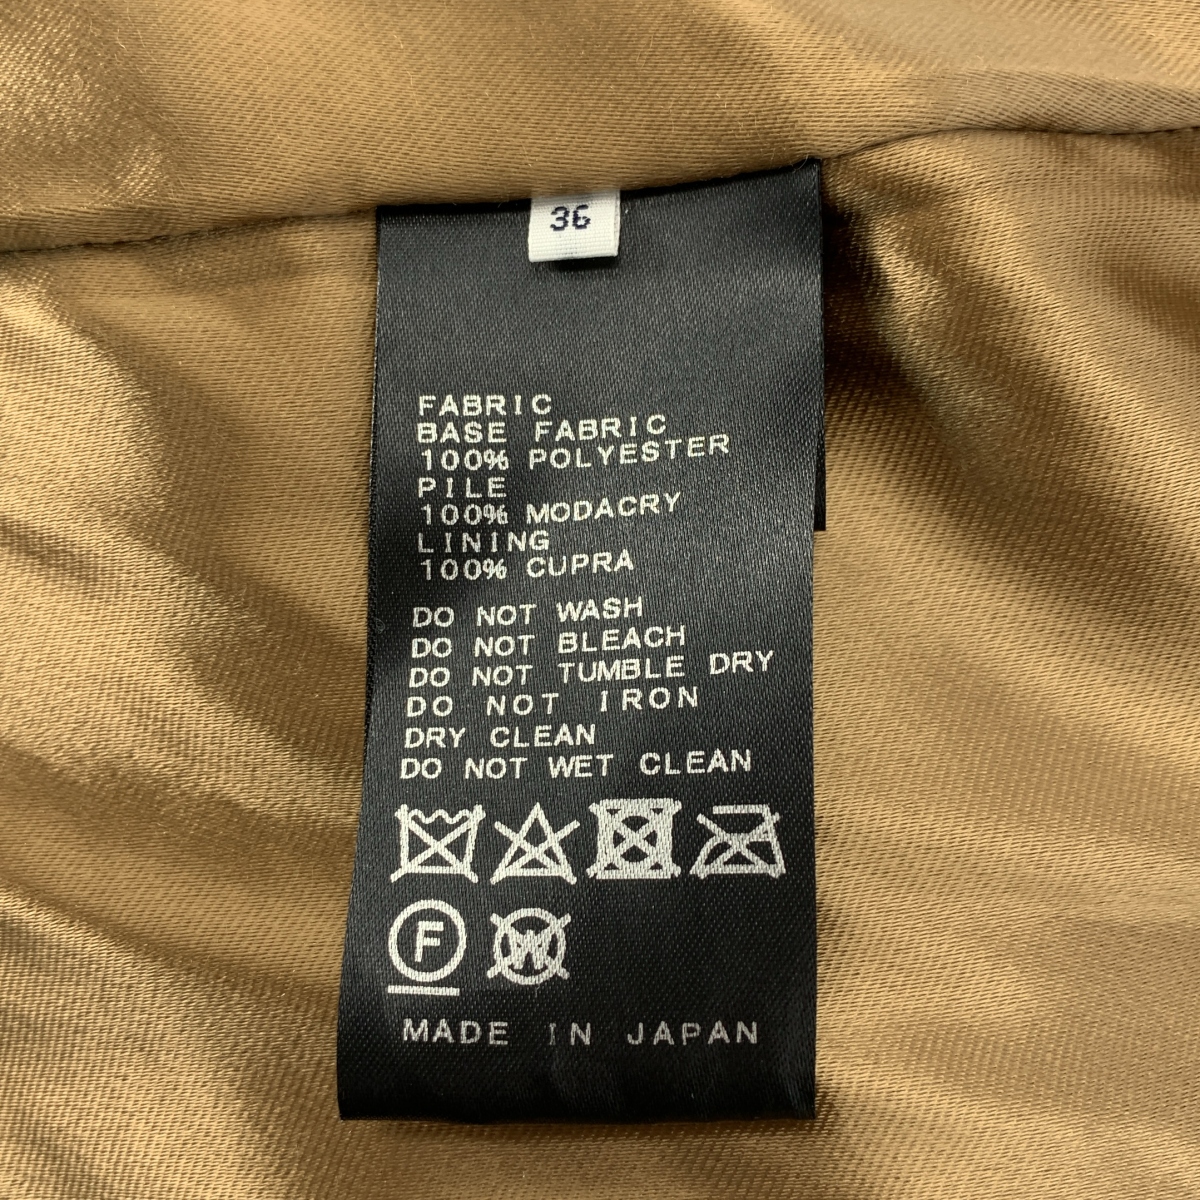 36
FABRIC
BASE FABRIC
100% POLYESTER
PILE
100% MODACRY
LINING
100% CUPRA
DO NOT WASH
DO NOT BLEACH
DO NOT TUMBLE DRY
DO NOT IRON
DRY CLEAN
DO NOT WET CLEAN
F W
MADE IN JAPAN